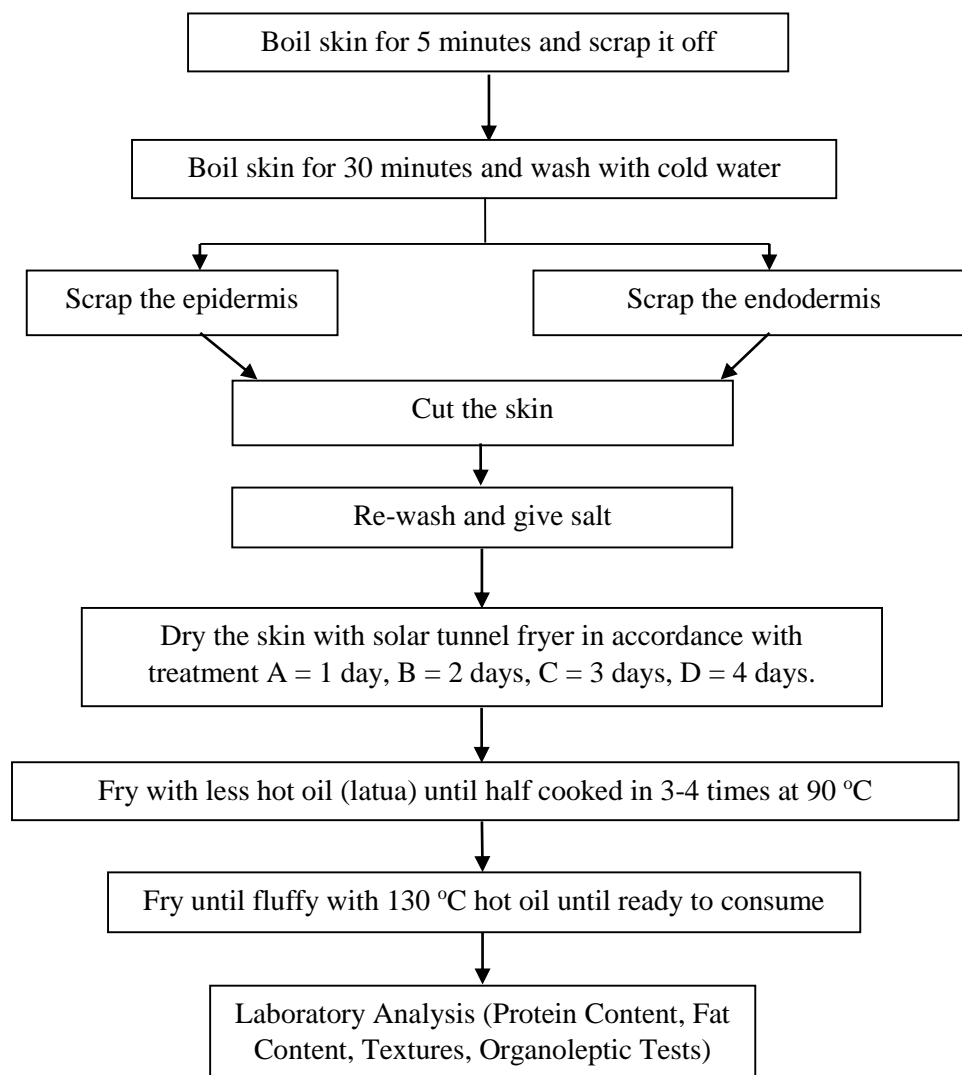 Boil skin for 5 minutes and scrap it off
Boil skin for 30 minutes and wash with cold water
Scrap the epidermis
Scrap the endodermis
Cut the skin
Re-wash and give salt
Dry the skin with solar tunnel fryer in accordance with
treatment A = 1 day, B = 2 days, C = 3 days, D = 4 days.
Fry with less hot oil (latua) until half cooked in 3-4 times at 90 °C
Fry until fluffy with 130 °C hot oil until ready to consume
Laboratory Analysis (Protein Content, Fat
Content, Textures, Organoleptic Tests)